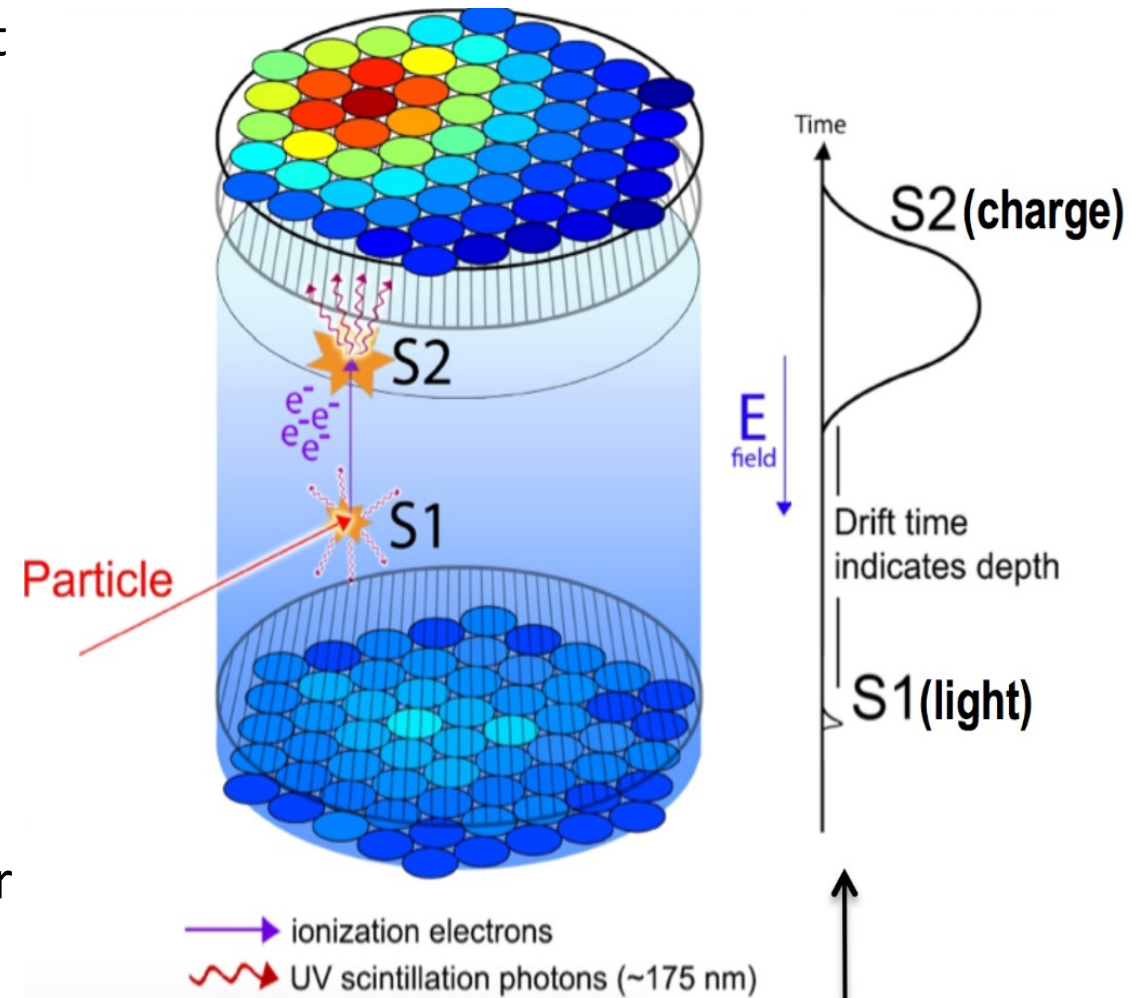 t
Time
S2 (charge)
S2
e-
e-
e-
e-
E
field
S1
Drift time
indicates depth
Particle
S1 (light)
r
ionization electrons
UV scintillation photons (~175 nm)